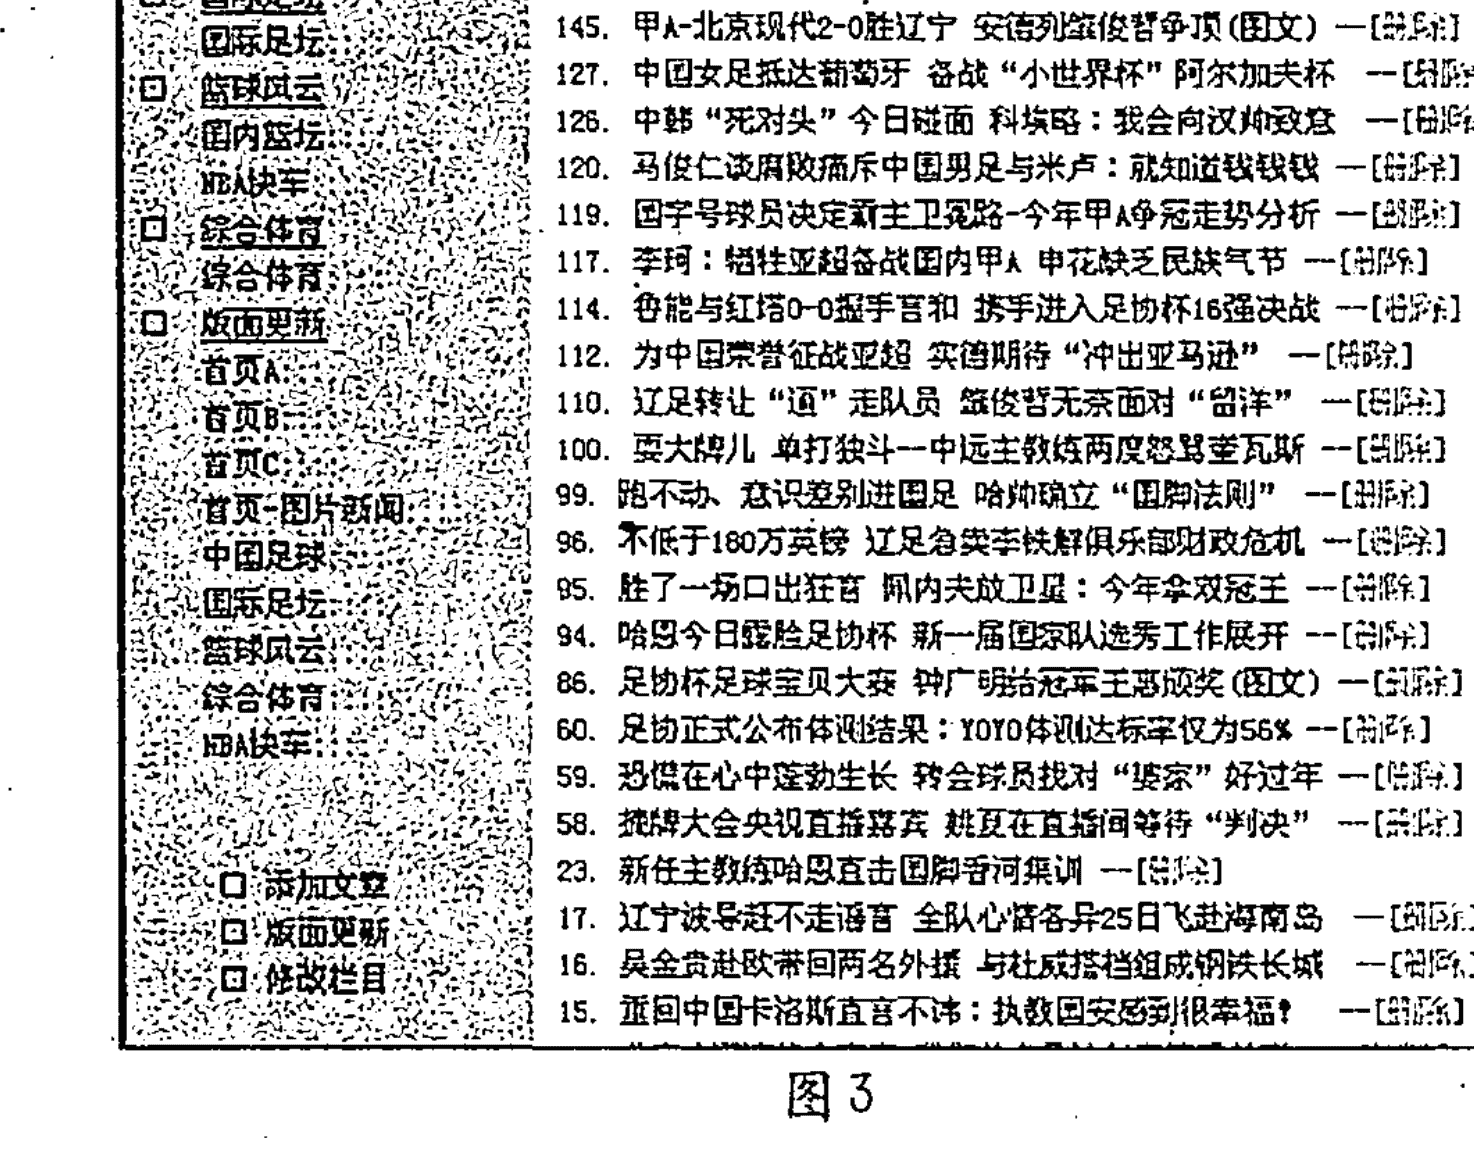 国际足坛
篮球风云
国内篮坛
NBA快车
综合体育
综合体育
版面更新
首页A
首页B
首页C
首页-图片新闻
中国足球
国际足坛
篮球风云
综合体育
NBA快车
添加文章
版面更新
修改栏目
145. 甲A-北京现代2-0胜辽宁 安德列徐俊哲争顶(图文) --[删除]
127. 中国女足抵达葡萄牙 备战“小世界杯”阿尔加夫杯 --[删除
126. 中韩“死对头”今日碰面 科埃略：我会向汉帅致意 --[删除
120. 马俊仁谈腐败痛斥中国男足与米卢：就知道钱钱钱 --[删除]
119. 国字号球员决定霸主卫冕路-今年甲A争冠走势分析 --[删除]
117. 李珂：牺牲亚超备战国内甲A 申花缺乏民族气节 --[删除]
114. 鲁能与红塔0-0握手言和 携手进入足协杯16强决战 --[删除]
112. 为中国荣誉征战亚超 实德期待“冲出亚马逊” --[删除]
110. 辽足转让“逼”走队员 徐俊哲无奈面对“留洋” --[删除]
100. 耍大牌儿 单打独斗--中远主教练两度怒骂奎瓦斯 --[删除]
99. 跑不动、意识差别进国足 哈帅确立“国脚法则” --[删除]
96. 不低于180万英镑 辽足急卖李铁解俱乐部财政危机 --[删除]
95. 胜了一场口出狂言 佩内夫放卫星：今年拿双冠王 --[删除]
94. 哈恩今日露脸足协杯 新一届国家队选秀工作展开 --[删除]
86. 足协杯足球宝贝大赛 钟广明给冠军王惠颁奖(图文) --[删除]
60. 足协正式公布体测结果：YOYO体测达标率仅为56% --[删除]
59. 恐慌在心中蓬勃生长 转会球员找对“婆家”好过年 --[删除]
58. 摘牌大会央视直播嘉宾 姚夏在直播间等待“判决” --[删除]
23. 新任主教练哈恩直击国脚香河集训 --[删除]
17. 辽宁波导赶不走谣言 全队心情各异25日飞赴海南岛 --[删除]
16. 吴金贵赴欧带回两名外援 与杜威搭档组成钢铁长城 --[删除]
15. 重回中国卡洛斯直言不讳：执教国安感到很幸福! --[删除]
图3